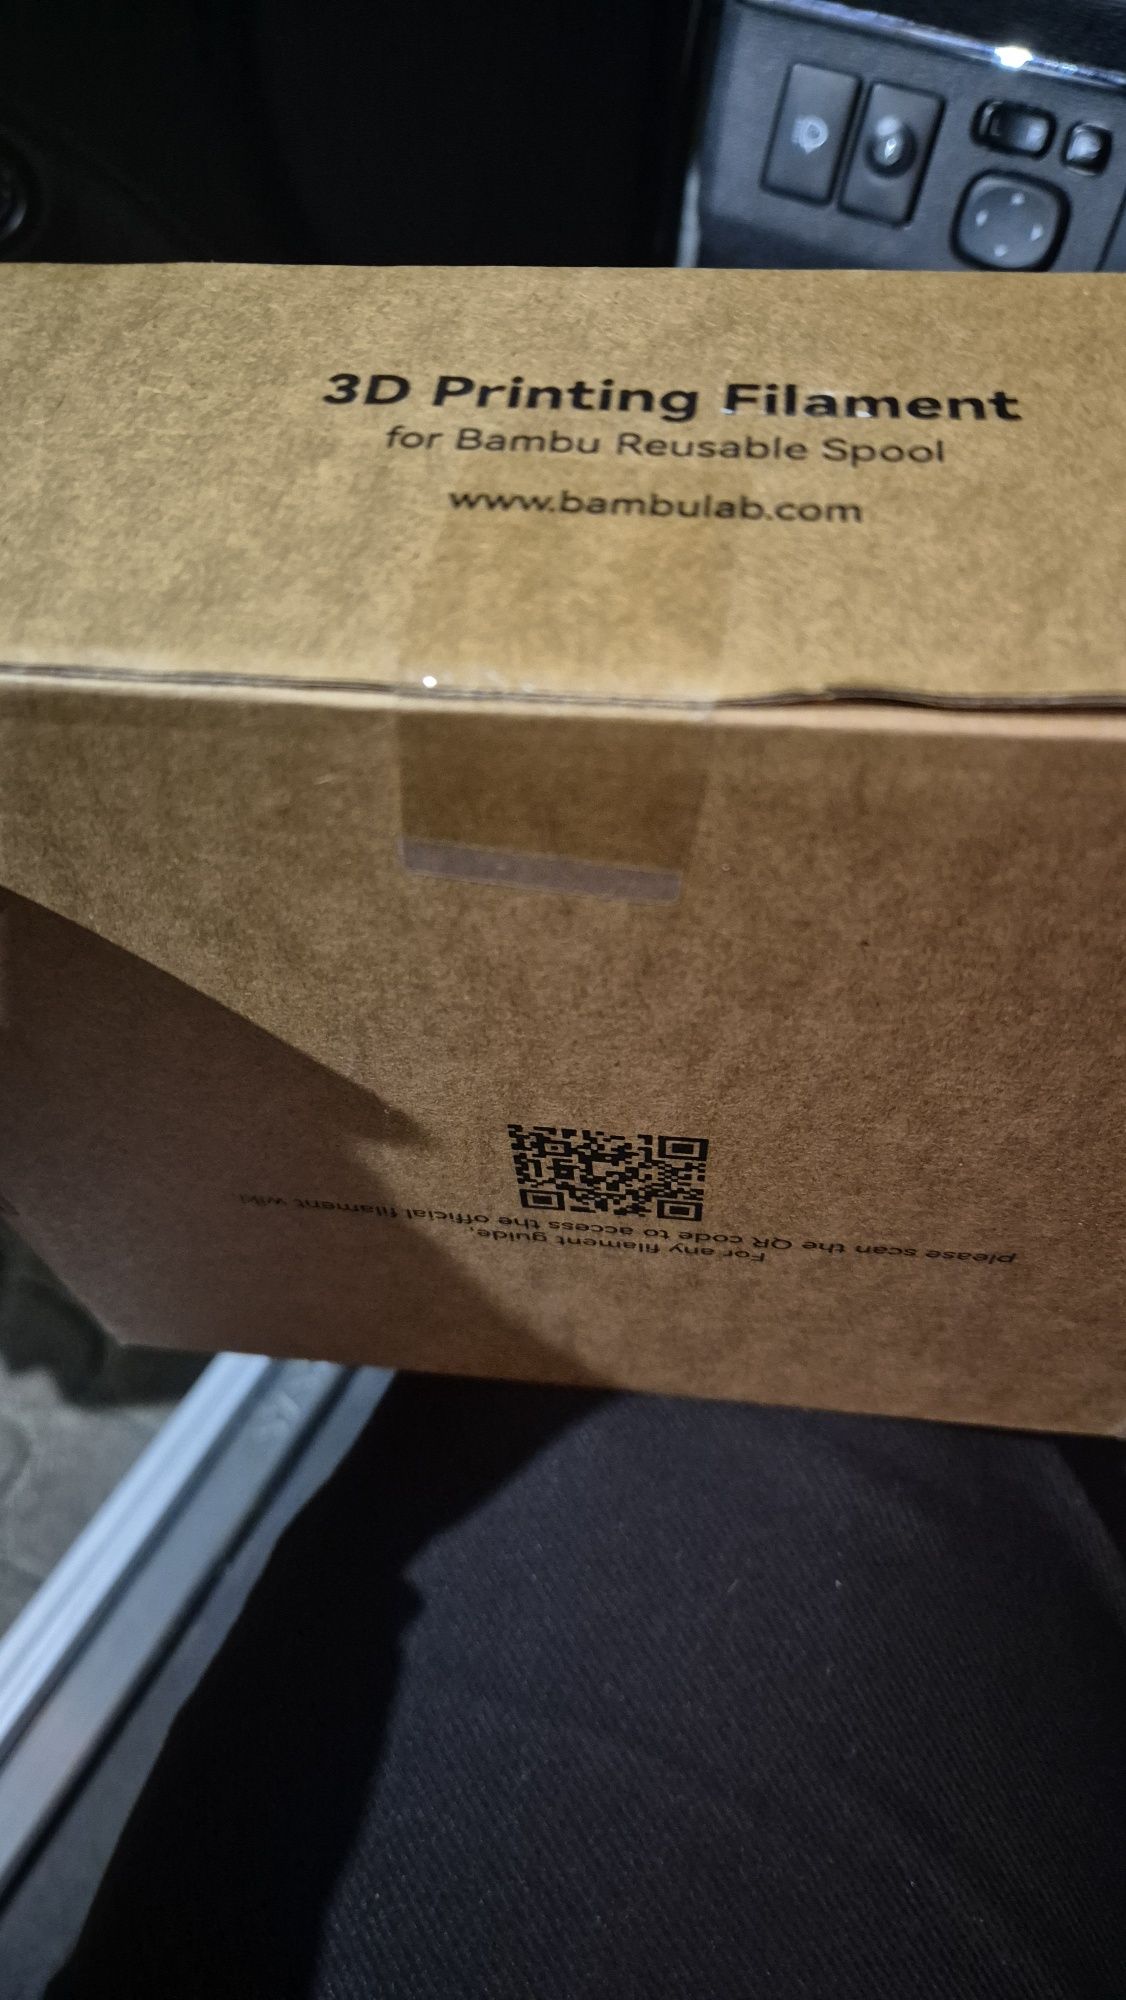 3D Printing Filament
for Bambu Reusable Spool
www.bambulab.com
For any filament guide,
please scan the QR code to access the official filament wiki